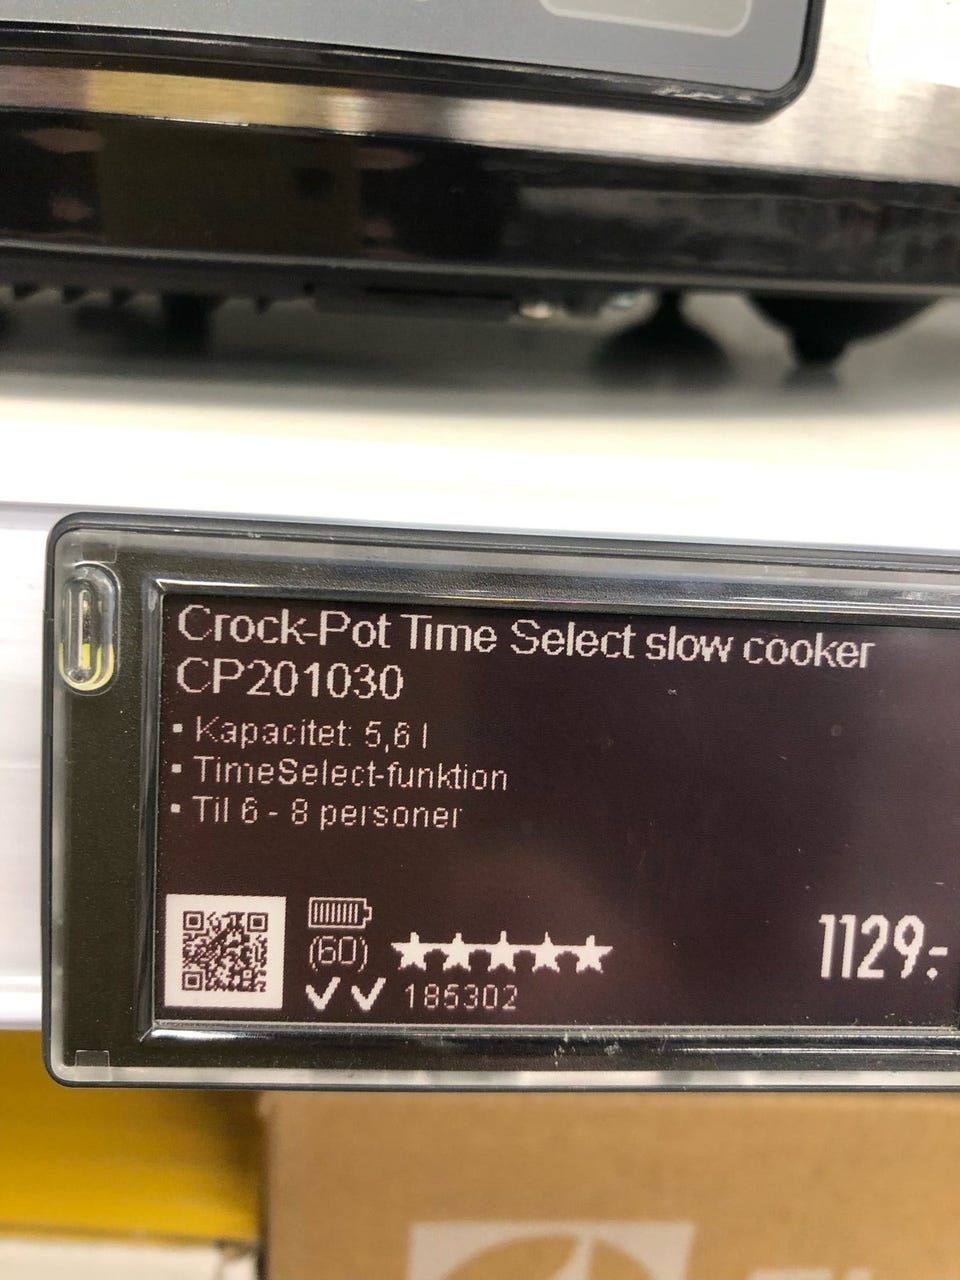 Crock-Pot Time Select slow cooker
CP201030
• Kapacitet: 5,6 l
• TimeSelect-funktion
• Til 6 - 8 personer
(60)
1129:-
185302